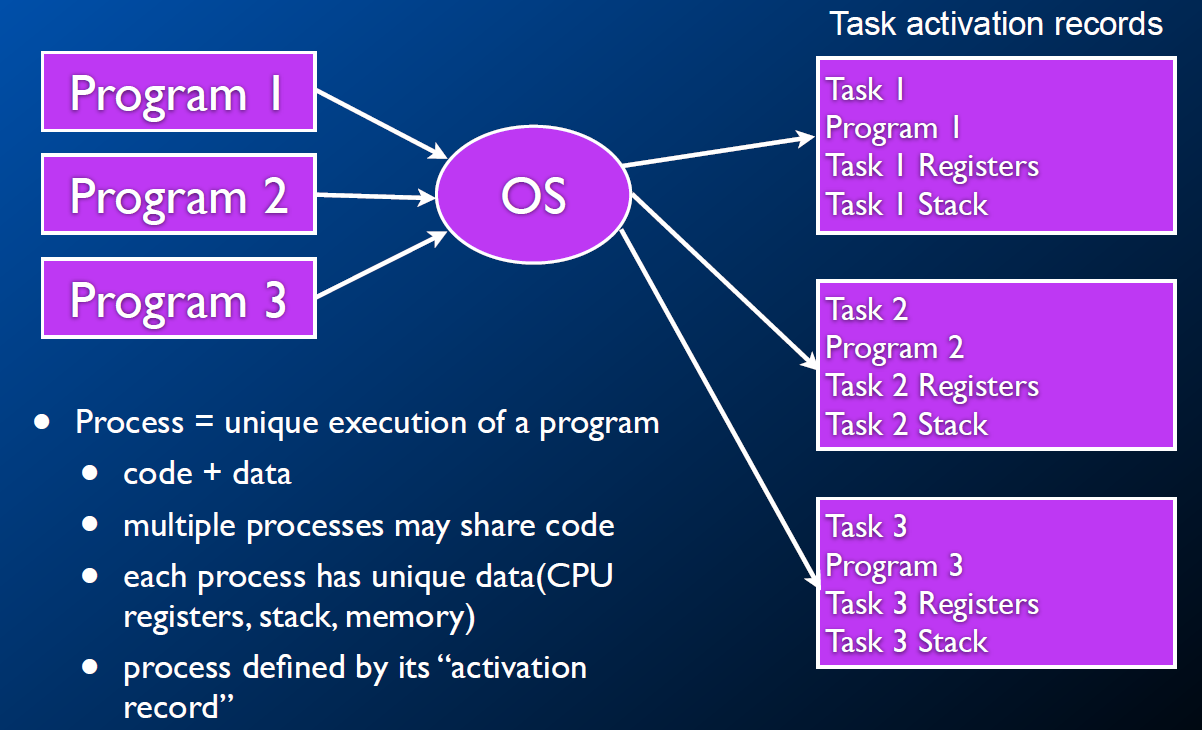 Task activation records
Program 1
Program 2
Program 3
OS
Task 1
Program 1
Task 1 Registers
Task 1 Stack
Task 2
Program 2
Task 2 Registers
Task 2 Stack
Task 3
Program 3
Task 3 Registers
Task 3 Stack
● Process = unique execution of a program
● code + data
● multiple processes may share code
● each process has unique data(CPU
registers, stack, memory)
● process defined by its “activation
record”